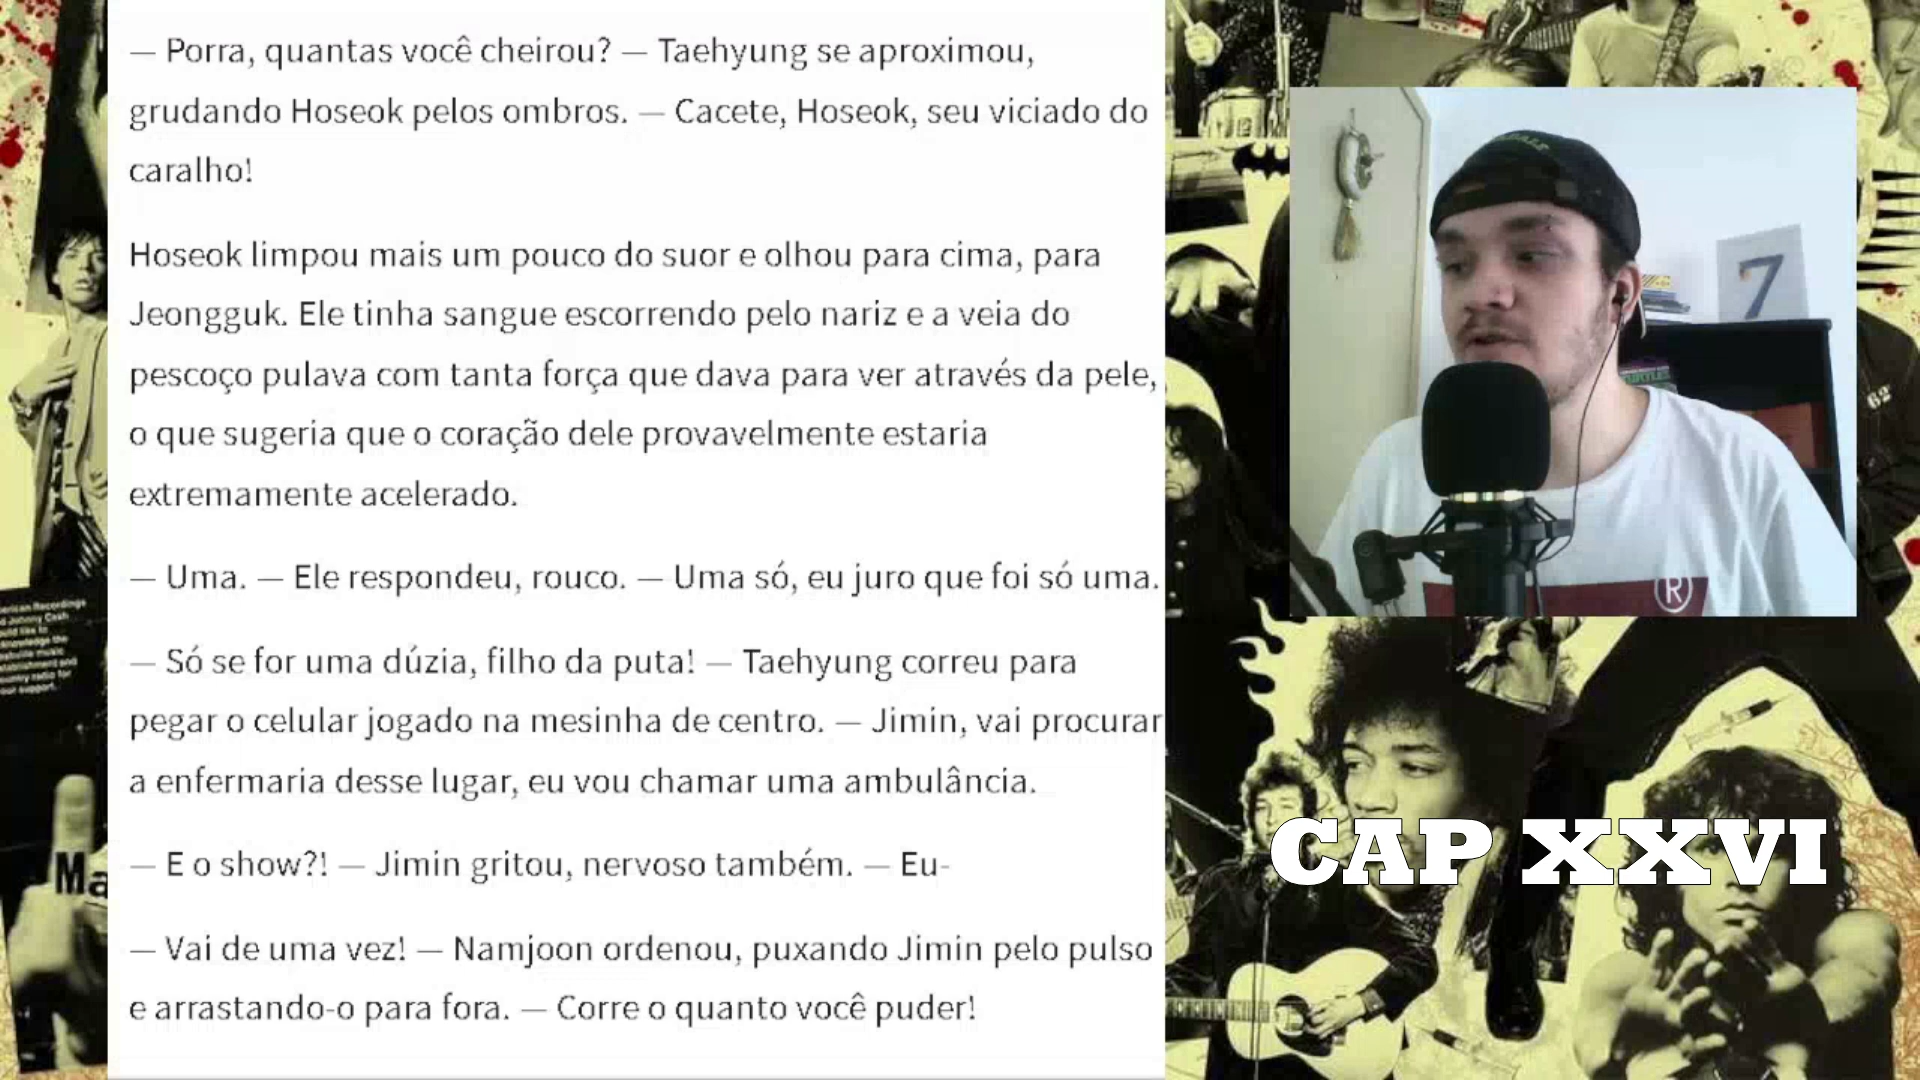 — Porra, quantas você cheirou? — Taehyung se aproximou,
grudando Hoseok pelos ombros. — Cacete, Hoseok, seu viciado do
caralho!
Hoseok limpou mais um pouco do suor e olhou para cima, para
Jeongguk. Ele tinha sangue escorrendo pelo nariz e a veia do
pescoço pulava com tanta força que dava para ver através da pele,
o que sugeria que o coração dele provavelmente estaria
extremamente acelerado.
— Uma. — Ele respondeu, rouco. — Uma só, eu juro que foi só uma.
— Só se for uma dúzia, filho da puta! — Taehyung correu para
pegar o celular jogado na mesinha de centro. — Jimin, vai procurar
a enfermaria desse lugar, eu vou chamar uma ambulância.
— E o show?! — Jimin gritou, nervoso também. — Eu-
— Vai de uma vez! — Namjoon ordenou, puxando Jimin pelo pulso
e arrastando-o para fora. — Corre o quanto você puder!
7
®
62
CAP XXVI
Ma